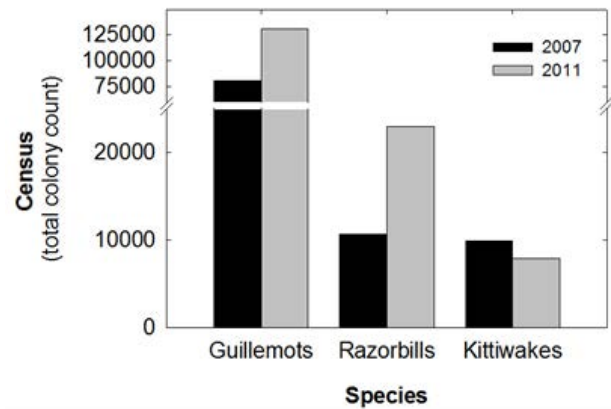 Census
(total colony count)
125000
100000
75000
20000
10000
0
2007
2011
Guillemots Razorbills Kittiwakes
Species